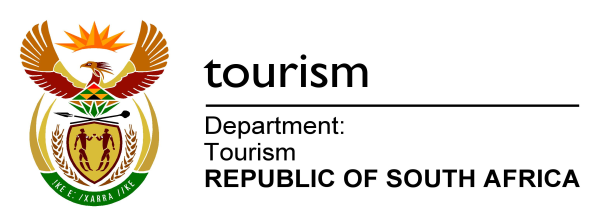 tourism
Department:
Tourism
REPUBLIC OF SOUTH AFRICA
!KE E: /XARRA //KE